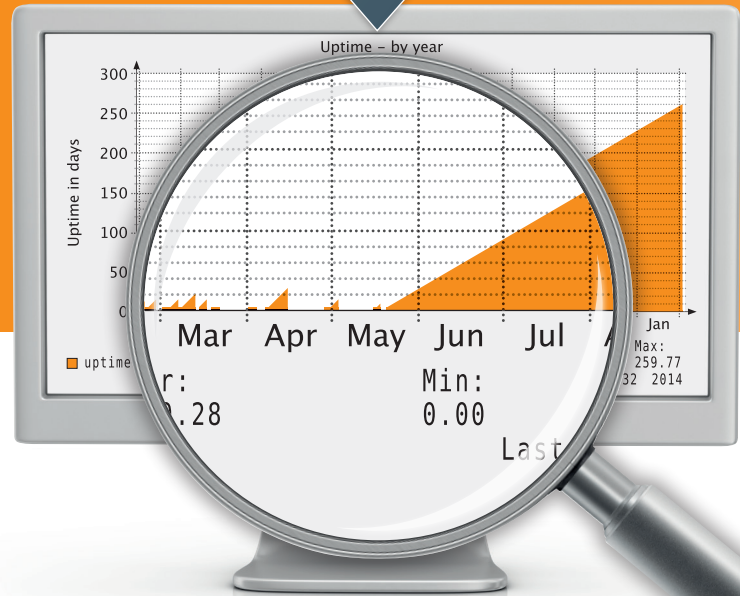 Uptime – by year
300
250
200
150
100
50
0
Uptime in days
Mar Apr May Jun Jul Jan
uptime
r: Min: Max:
.28 0.00 259.77
32 2014
Last